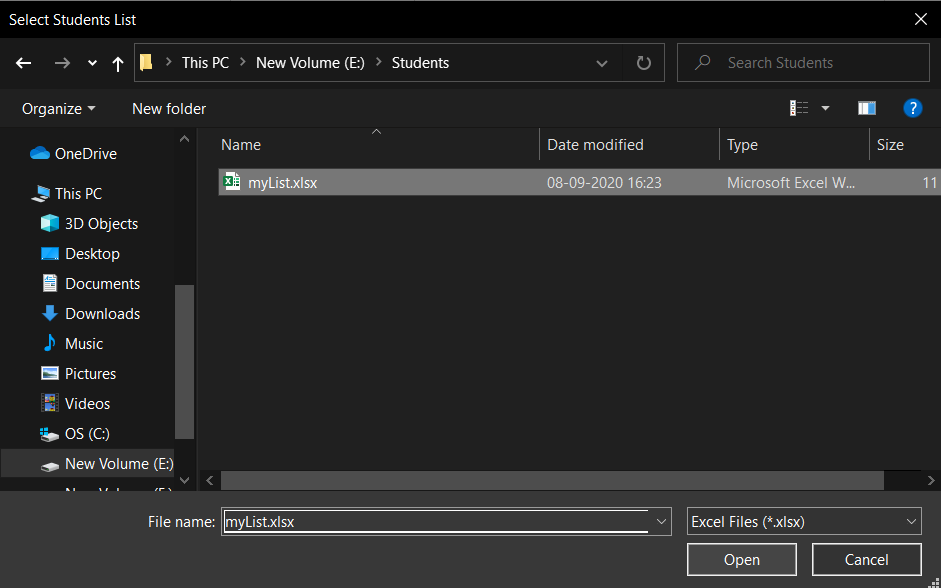 Select Students List
This PC New Volume (E:) Students
Search Students
Organize New folder
?
Name Date modified Type Size
myList.xlsx 08-09-2020 16:23 Microsoft Excel W... 11
OneDrive
This PC
3D Objects
Desktop
Documents
Downloads
Music
Pictures
Videos
OS (C:)
New Volume (E:)
File name: myList.xlsx Excel Files (*.xlsx)
Open Cancel